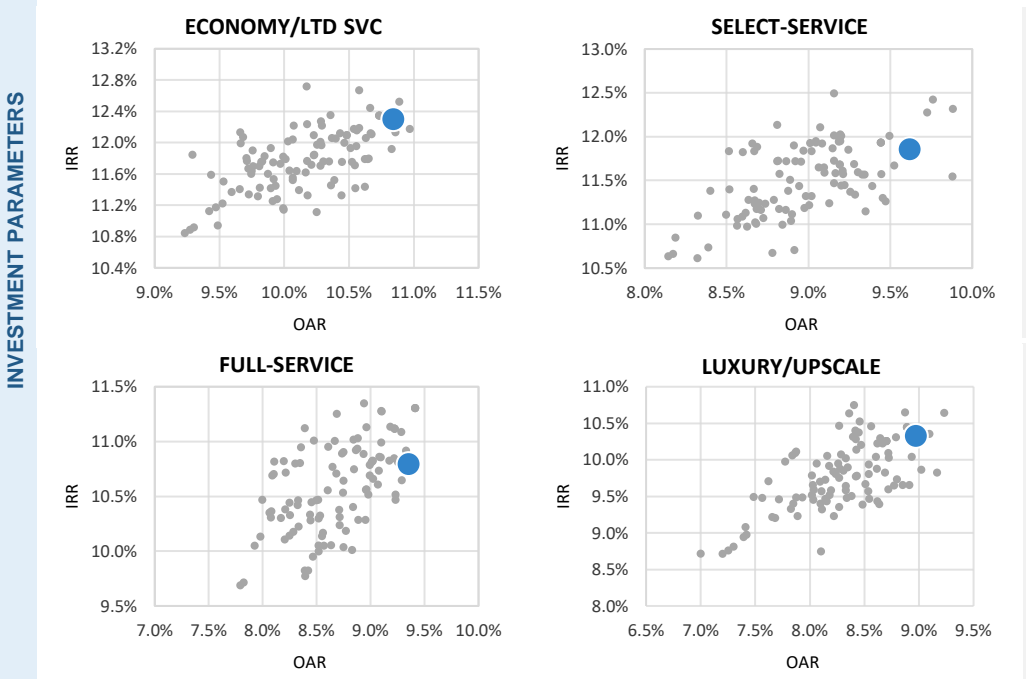 INVESTMENT PARAMETERS
ECONOMY/LTD SVC
13.2%
12.8%
12.4%
12.0%
11.6%
11.2%
10.8%
10.4%
IRR
9.0% 9.5% 10.0% 10.5% 11.0% 11.5%
OAR
SELECT-SERVICE
13.0%
12.5%
12.0%
11.5%
11.0%
10.5%
IRR
8.0% 8.5% 9.0% 9.5% 10.0%
OAR
FULL-SERVICE
11.5%
11.0%
10.5%
10.0%
9.5%
IRR
7.0% 7.5% 8.0% 8.5% 9.0% 9.5% 10.0%
OAR
LUXURY/UPSCALE
11.0%
10.5%
10.0%
9.5%
9.0%
8.5%
8.0%
IRR
6.5% 7.5% 8.0% 8.5% 9.0% 9.5%
OAR